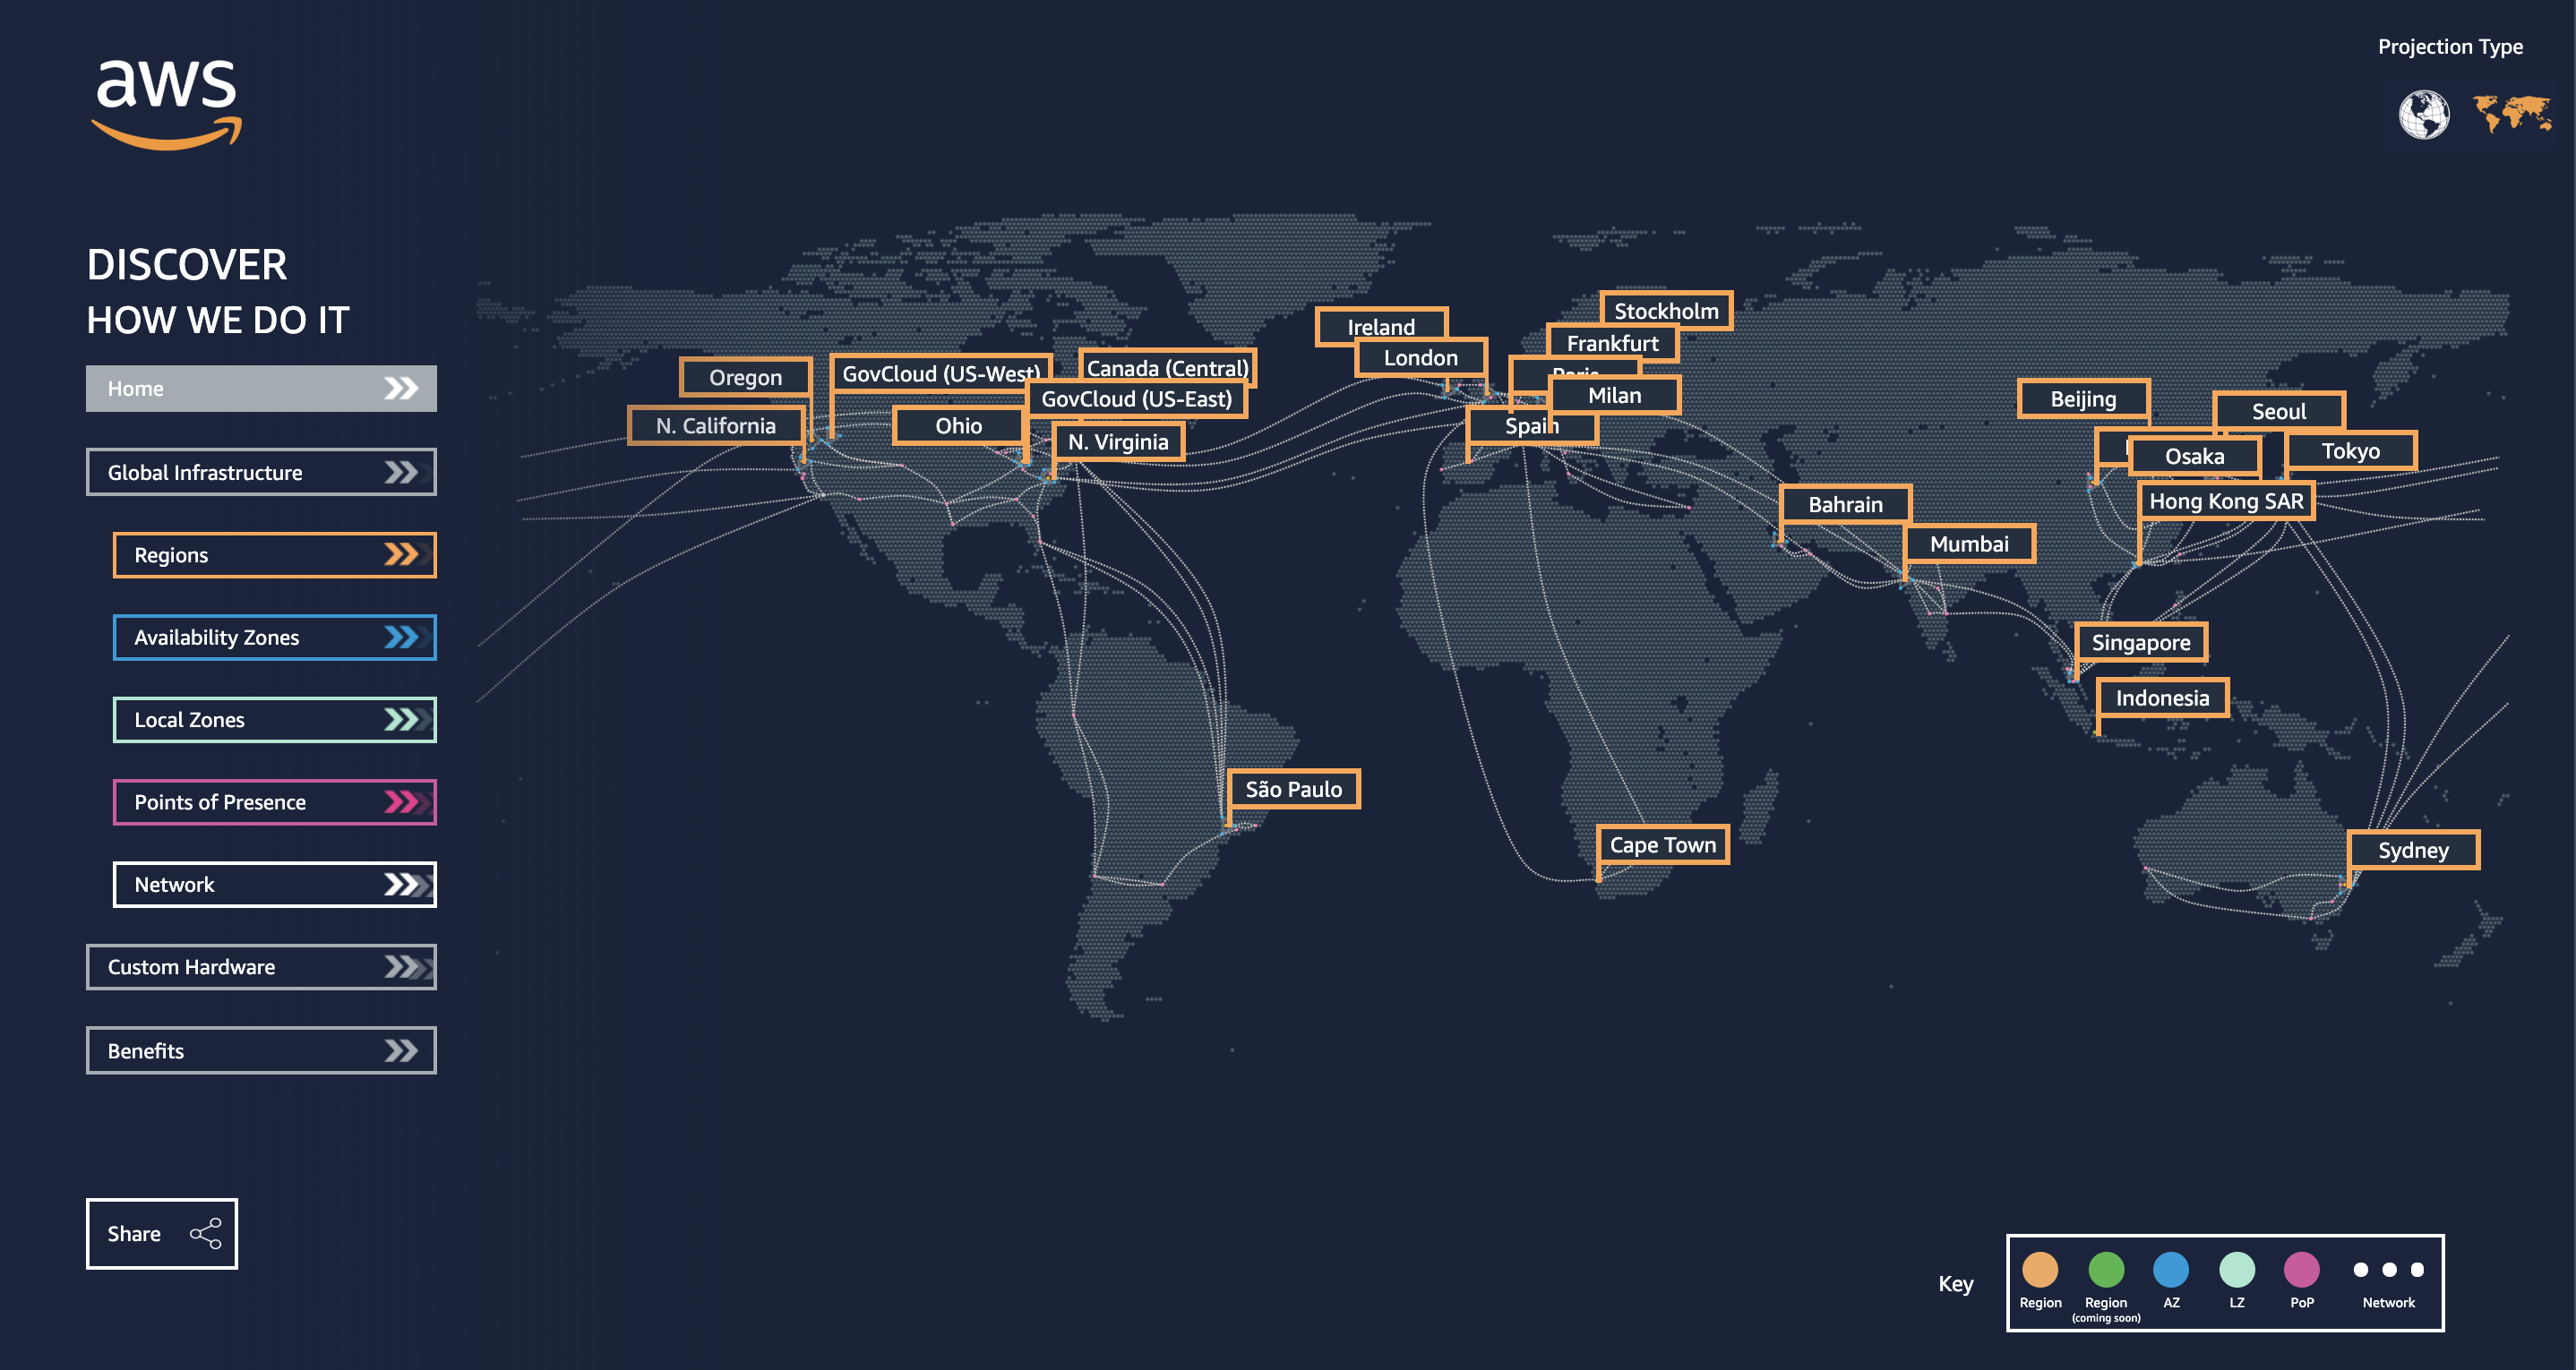 aws
Projection Type
DISCOVER
HOW WE DO IT
Home
Global Infrastructure
Regions
Availability Zones
Local Zones
Points of Presence
Network
Custom Hardware
Benefits
Share
Stockholm
Ireland
Frankfurt
London
Paris
Milan
Spain
Oregon
GovCloud (US-West)
Canada (Central)
GovCloud (US-East)
N. California
Ohio
N. Virginia
Beijing
Seoul
Osaka
Tokyo
Hong Kong SAR
Bahrain
Mumbai
Singapore
Indonesia
São Paulo
Cape Town
Sydney
Key
Region
Region
(coming soon)
AZ
LZ
PoP
Network